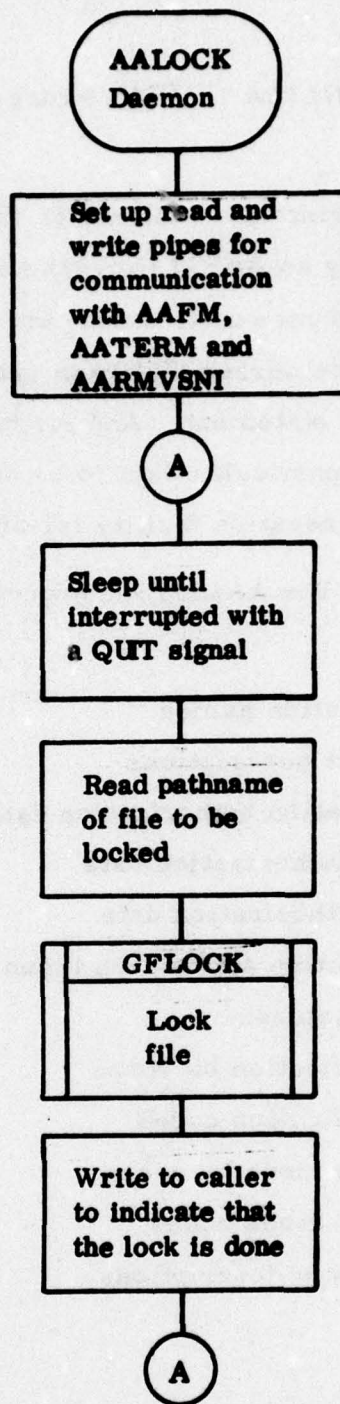 AALOCK
Daemon
Set up read and
write pipes for
communication
with AAFM,
AATERM and
AARMVSNI
A
Sleep until
interrupted with
a QUIT signal
Read pathname
of file to be
locked
GFLOCK
Lock
file
Write to caller
to indicate that
the lock is done
A